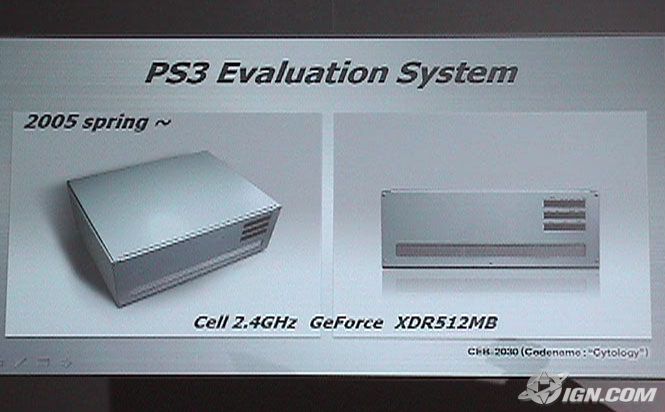 PS3 Evaluation System
2005 spring ~
Cell 2.4GHz GeForce XDR512MB
CEB-2030 (Codename : "Cytology")
IGN.COM